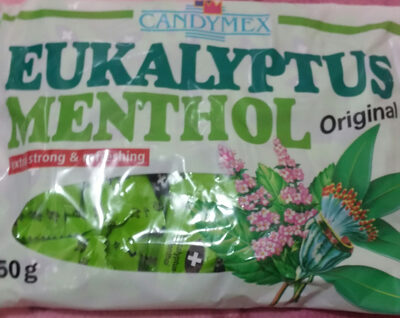 CANDYMEX
EUKALYPTUS
MENTHOL
Original
extra strong & refreshing
50 g